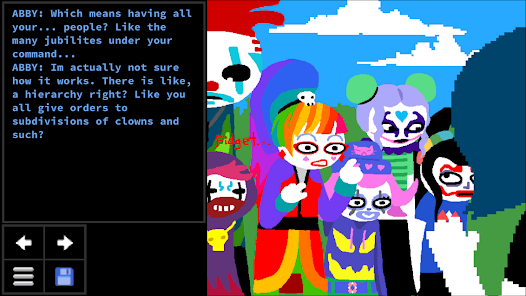 ABBY: Which means having all
your... people? Like the
many jubilites under your
command...
ABBY: Im actually not sure
how it works. There is like,
a hierarchy right? Like you
all give orders to
subdivisions of clowns and
such?
Fidget...